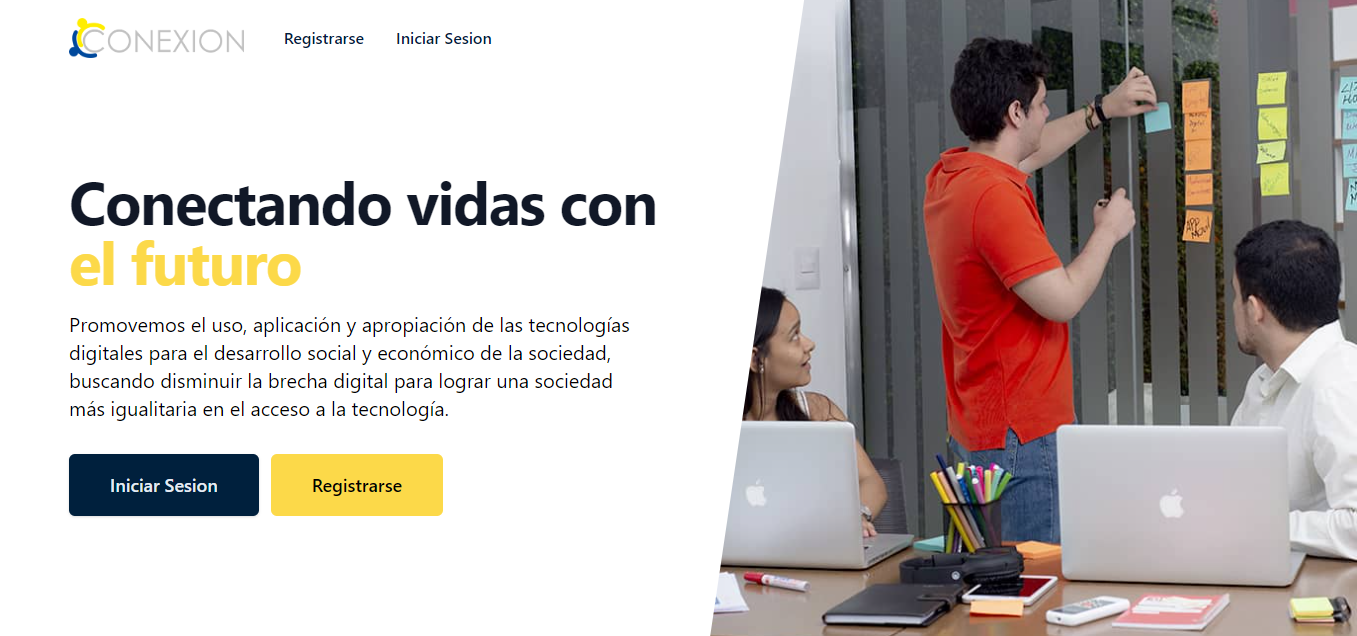 CONEXION
Registrarse
Iniciar Sesion
Conectando vidas con
el futuro
Promovemos el uso, aplicación y apropiación de las tecnologías
digitales para el desarrollo social y económico de la sociedad,
buscando disminuir la brecha digital para lograr una sociedad
más igualitaria en el acceso a la tecnología.
Iniciar Sesion
Registrarse
APP
MOVIL